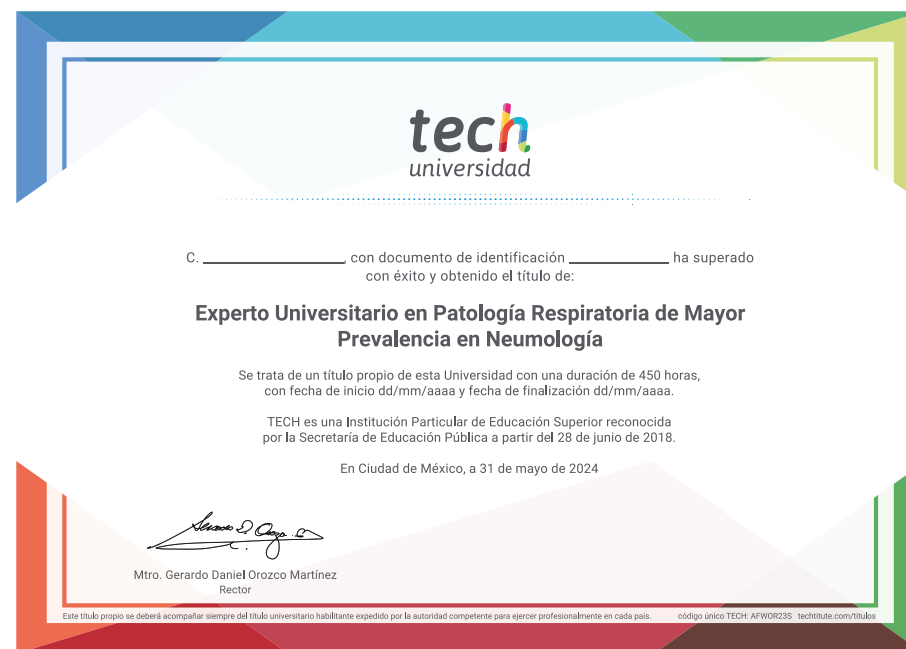 tech
universidad
C. ____________, con documento de identificación ____________ ha superado
con éxito y obtenido el título de:
Experto Universitario en Patología Respiratoria de Mayor
Prevalencia en Neumología
Se trata de un título propio de esta Universidad con una duración de 450 horas,
con fecha de inicio dd/mm/aaaa y fecha de finalización dd/mm/aaaa.
TECH es una Institución Particular de Educación Superior reconocida
por la Secretaría de Educación Pública a partir del 28 de junio de 2018.
En Ciudad de México, a 31 de mayo de 2024
Mtro. Gerardo Daniel Orozco Martínez
Rector
Este título propio se deberá acompañar siempre del título universitario habilitante expedido por la autoridad competente para ejercer profesionalmente en cada país. código único TECH: AFWOR23S techtitute.com/titulos